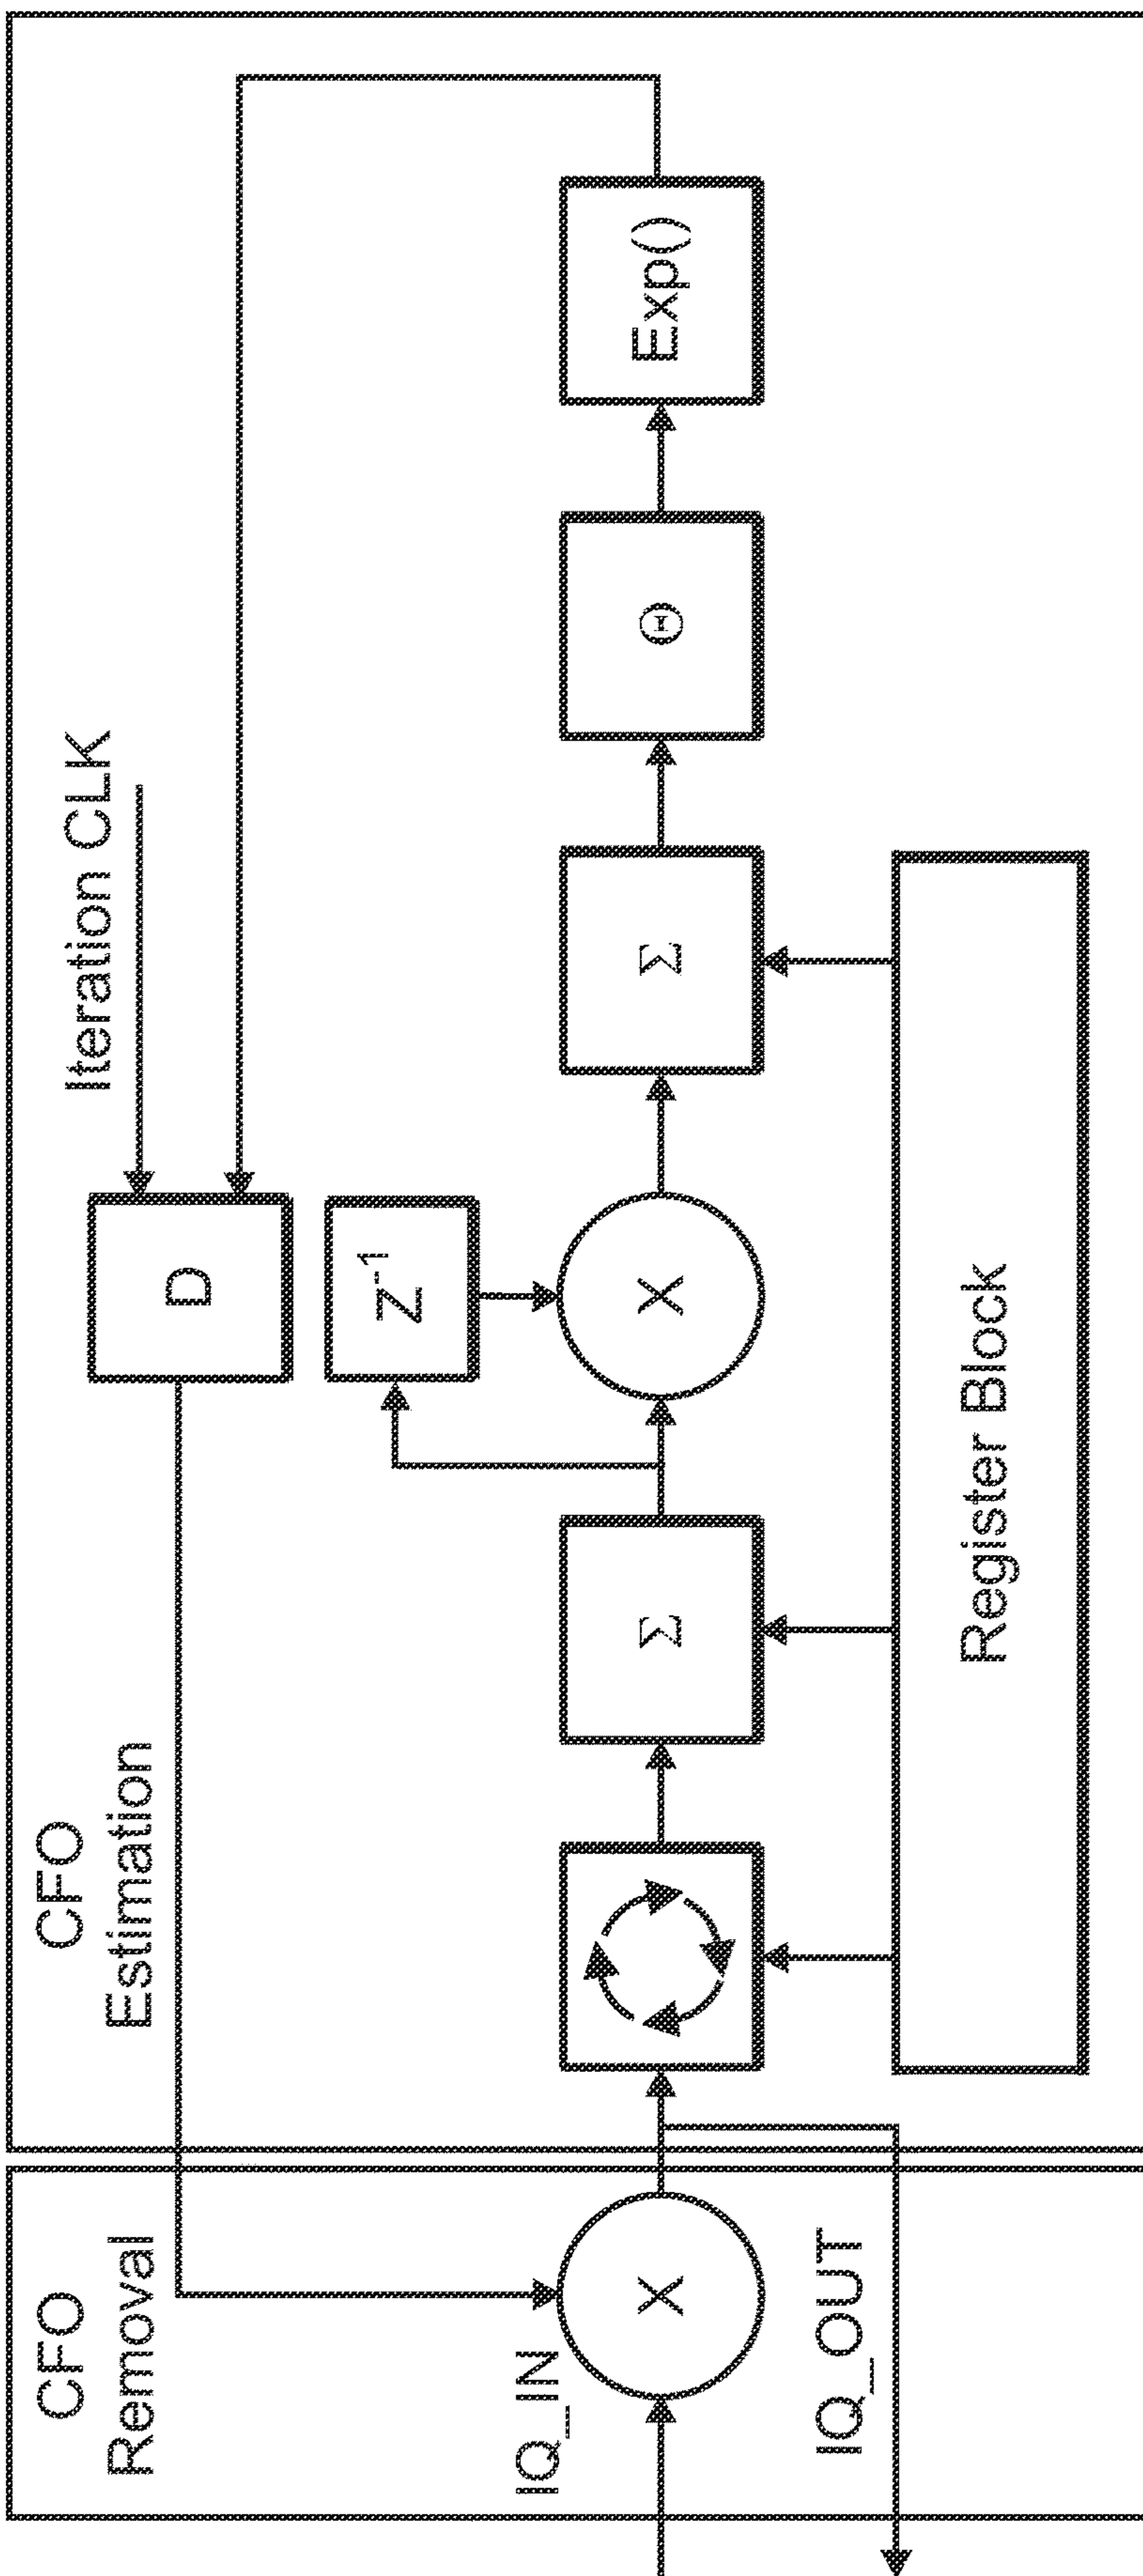 CFO
Removal
CFO
Estimation
Iteration CLK
D
Z⁻¹
IQ_IN
X
Σ
X
Σ
Θ
Exp()
IQ_OUT
Register Block